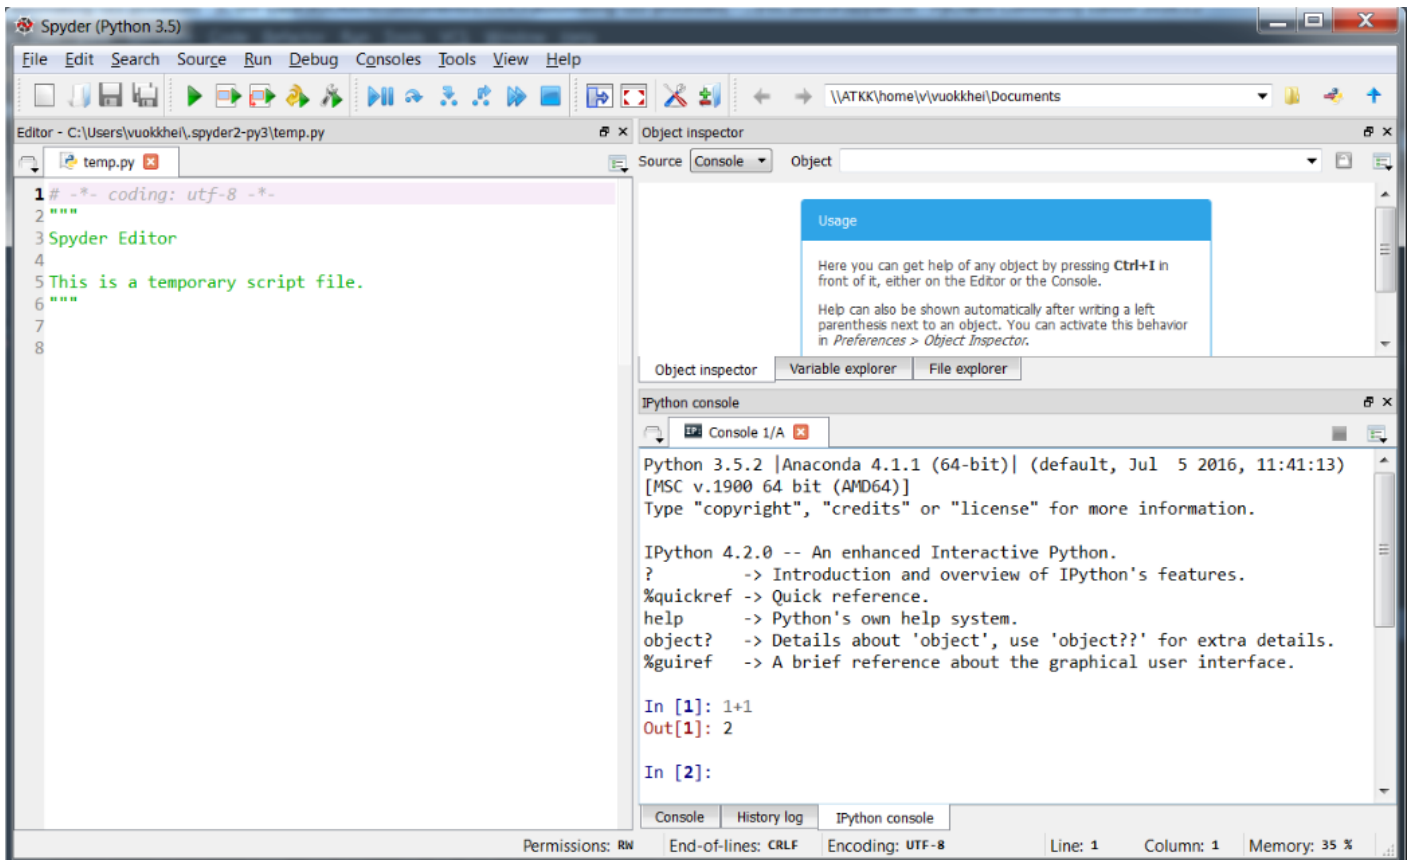 Spyder (Python 3.5)
File Edit Search Source Run Debug Consoles Tools View Help
\\ATKK\home\v\vuokkhei\Documents
Editor - C:\Users\vuokkhei\.spyder2-py3\temp.py
temp.py
1 # -*- coding: utf-8 -*-
2 """
3 Spyder Editor
4
5 This is a temporary script file.
6 """
7
8
Object inspector
Source Console Object
Usage
Here you can get help of any object by pressing Ctrl+I in
front of it, either on the Editor or the Console.
Help can also be shown automatically after writing a left
parenthesis next to an object. You can activate this behavior
in Preferences > Object Inspector.
Object inspector Variable explorer File explorer
IPython console
Console 1/A
Python 3.5.2 |Anaconda 4.1.1 (64-bit)| (default, Jul  5 2016, 11:41:13)
[MSC v.1900 64 bit (AMD64)]
Type "copyright", "credits" or "license" for more information.
IPython 4.2.0 -- An enhanced Interactive Python.
?         -> Introduction and overview of IPython's features.
%quickref -> Quick reference.
help      -> Python's own help system.
object?   -> Details about 'object', use 'object??' for extra details.
%guiref   -> A brief reference about the graphical user interface.
In [1]: 1+1
Out[1]: 2
In [2]:
Console History log IPython console
Permissions: RW End-of-lines: CRLF Encoding: UTF-8 Line: 1 Column: 1 Memory: 35 %